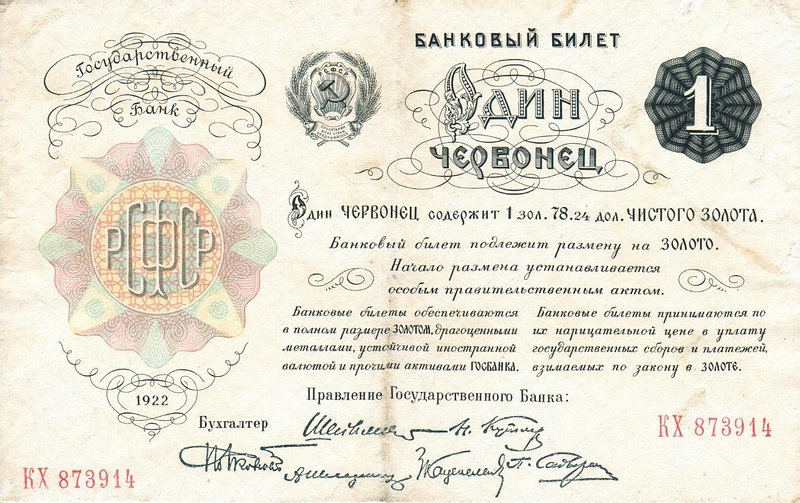 Государственный
Банк
РСФСР
БАНКОВЫЙ БИЛЕТ
Один
ЧЕРВОНЕЦ
1
Один ЧЕРВОНЕЦ содержит 1 зол. 78.24 дол. ЧИСТОГО ЗОЛОТА.
Банковый билет подлежит размену на ЗОЛОТО.
Начало размена устанавливается
особым правительственным актом.
Банковые билеты обеспечиваются
в полном размере ЗОЛОТОМ, драгоценными
металлами, устойчивой иностранной
валютой и прочими активами ГОСБАНКА.
Банковые билеты принимаются по
их нарицательной цене в уплату
государственных сборов и платежей,
взимаемых по закону в ЗОЛОТЕ.
РСФСР
1922
Правление Государственного Банка:
Бухгалтер
КХ 873914
КХ 873914